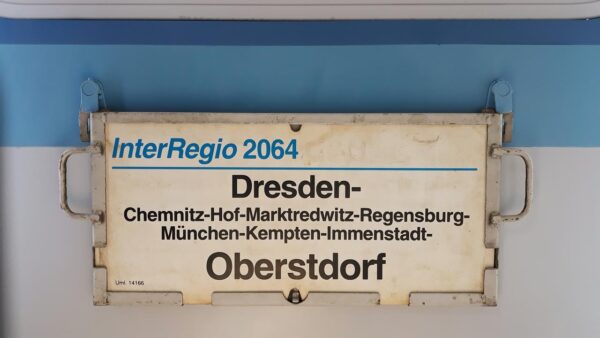 InterRegio 2064
Dresden-
Chemnitz-Hof-Marktredwitz-Regensburg-
München-Kempten-Immenstadt-
Oberstdorf
Uml. 14166